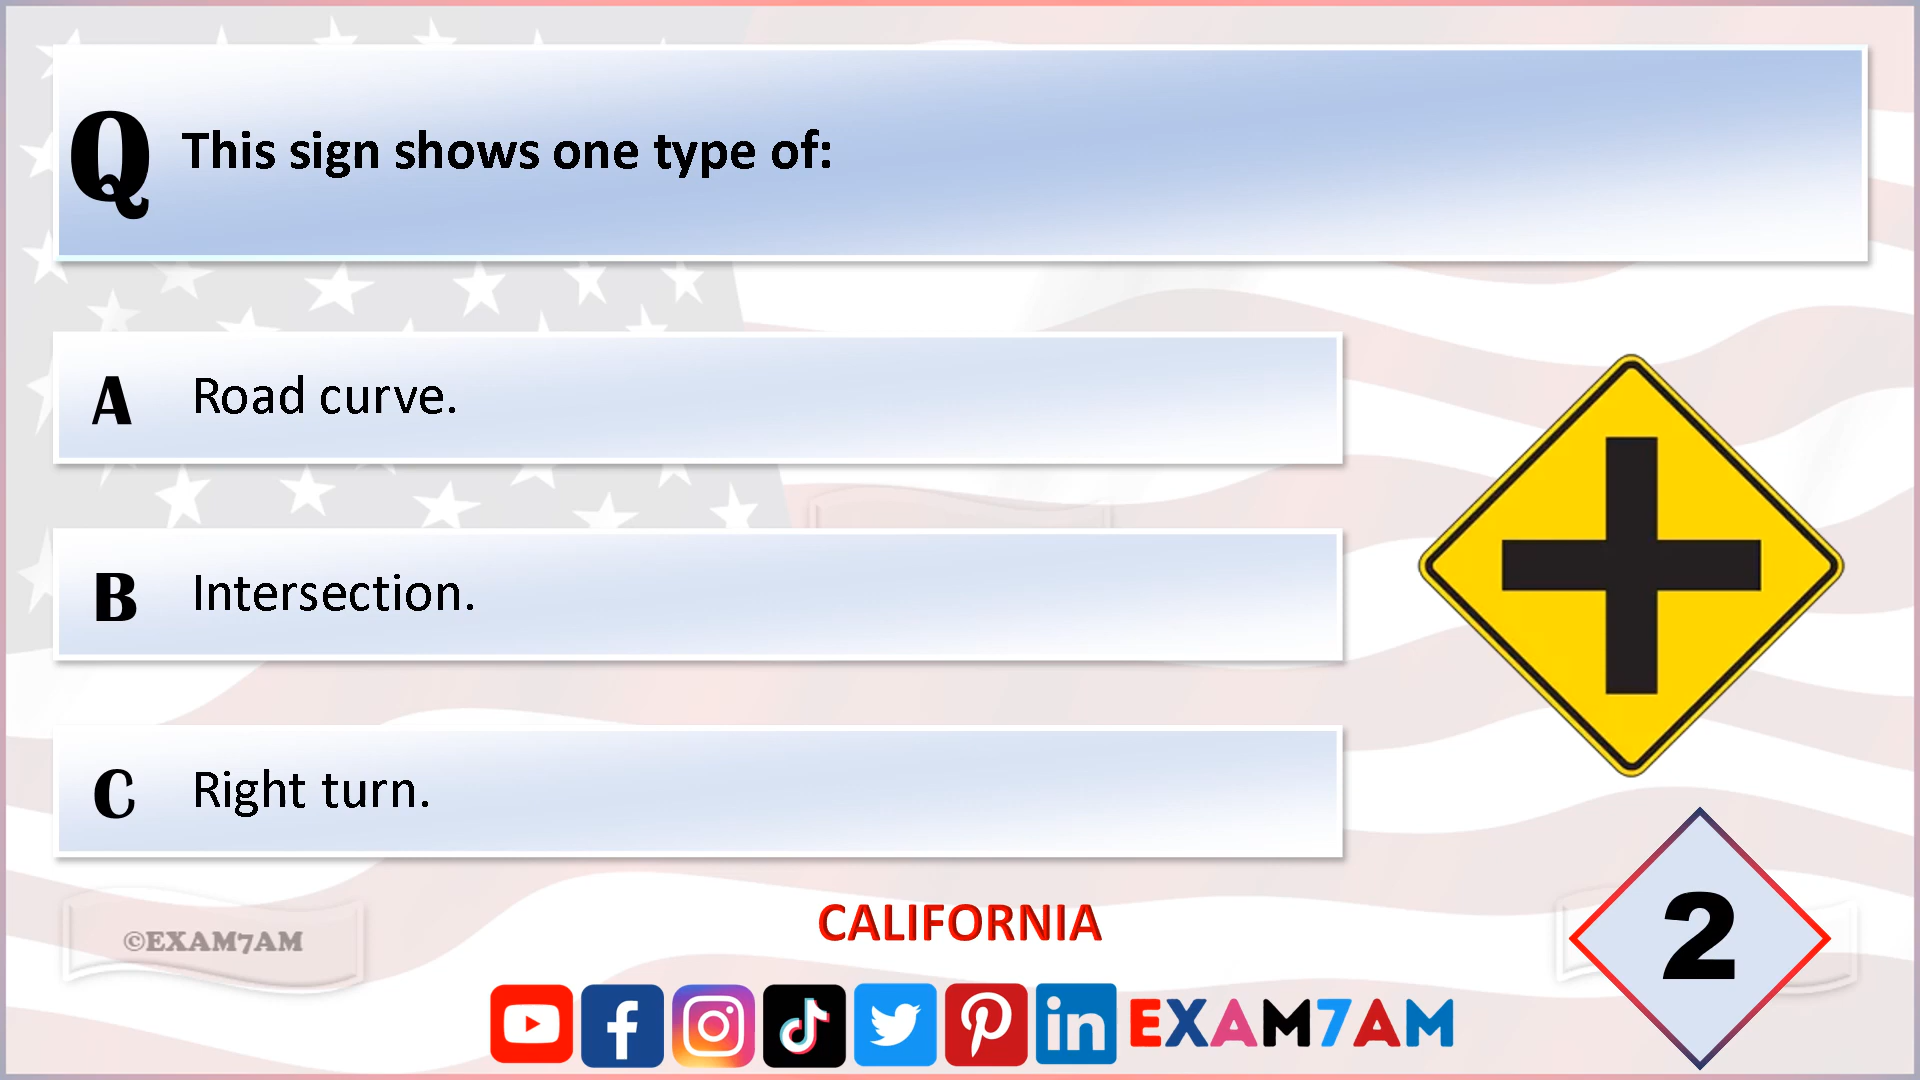 Q This sign shows one type of:
A Road curve.
B Intersection.
C Right turn.
CALIFORNIA
©EXAM7AM
2
EXAM7AM